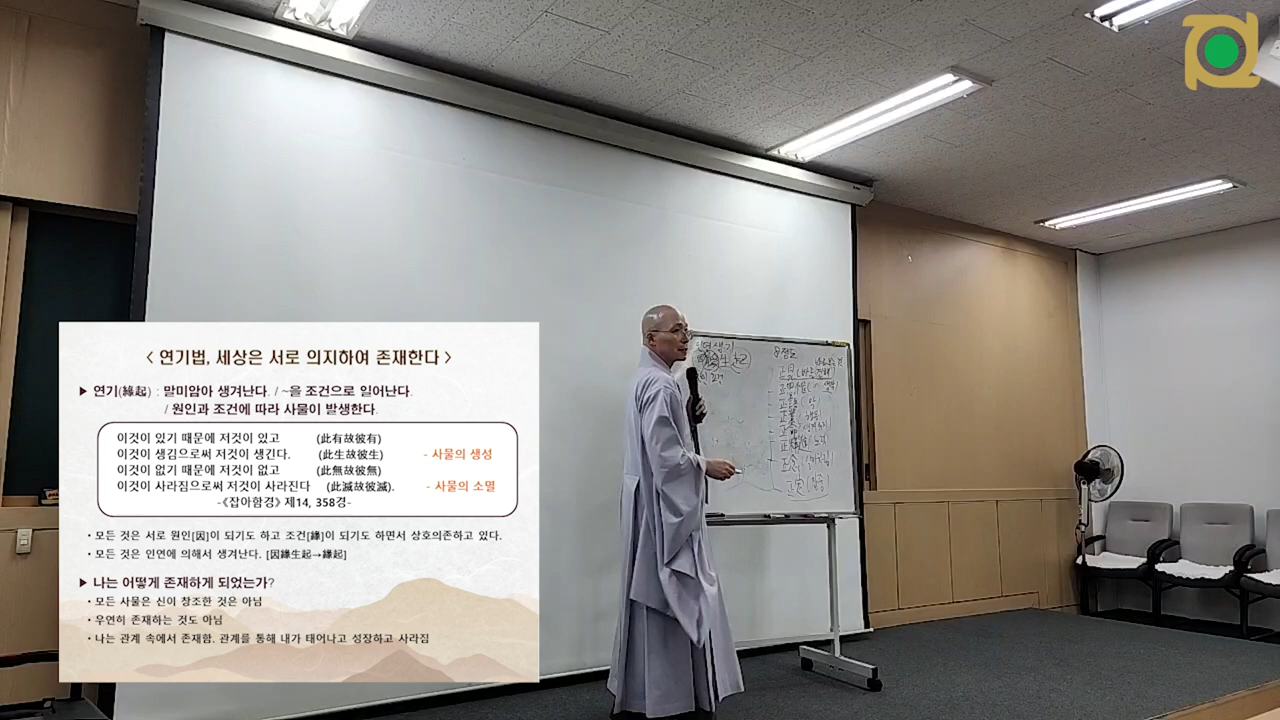 < 연기법, 세상은 서로 의지하여 존재한다 >
▶ 연기(緣起) : 말미암아 생겨난다. / ~을 조건으로 일어난다.
/ 원인과 조건에 따라 사물이 발생한다.
이것이 있기 때문에 저것이 있고 (此有故彼有)
이것이 생김으로써 저것이 생긴다. (此生故彼生) - 사물의 생성
이것이 없기 때문에 저것이 없고 (此無故彼無)
이것이 사라짐으로써 저것이 사라진다 (此滅故彼滅). - 사물의 소멸
-《잡아함경》 제14, 358경-
• 모든 것은 서로 원인[因]이 되기도 하고 조건[緣]이 되기도 하면서 상호의존하고 있다.
• 모든 것은 인연에 의해서 생겨난다. [因緣生起→緣起]
▶ 나는 어떻게 존재하게 되었는가?
• 모든 사물은 신이 창조한 것은 아님
• 우연히 존재하는 것도 아님
• 나는 관계 속에서 존재함. 관계를 통해 내가 태어나고 성장하고 사라짐
8정도
正見